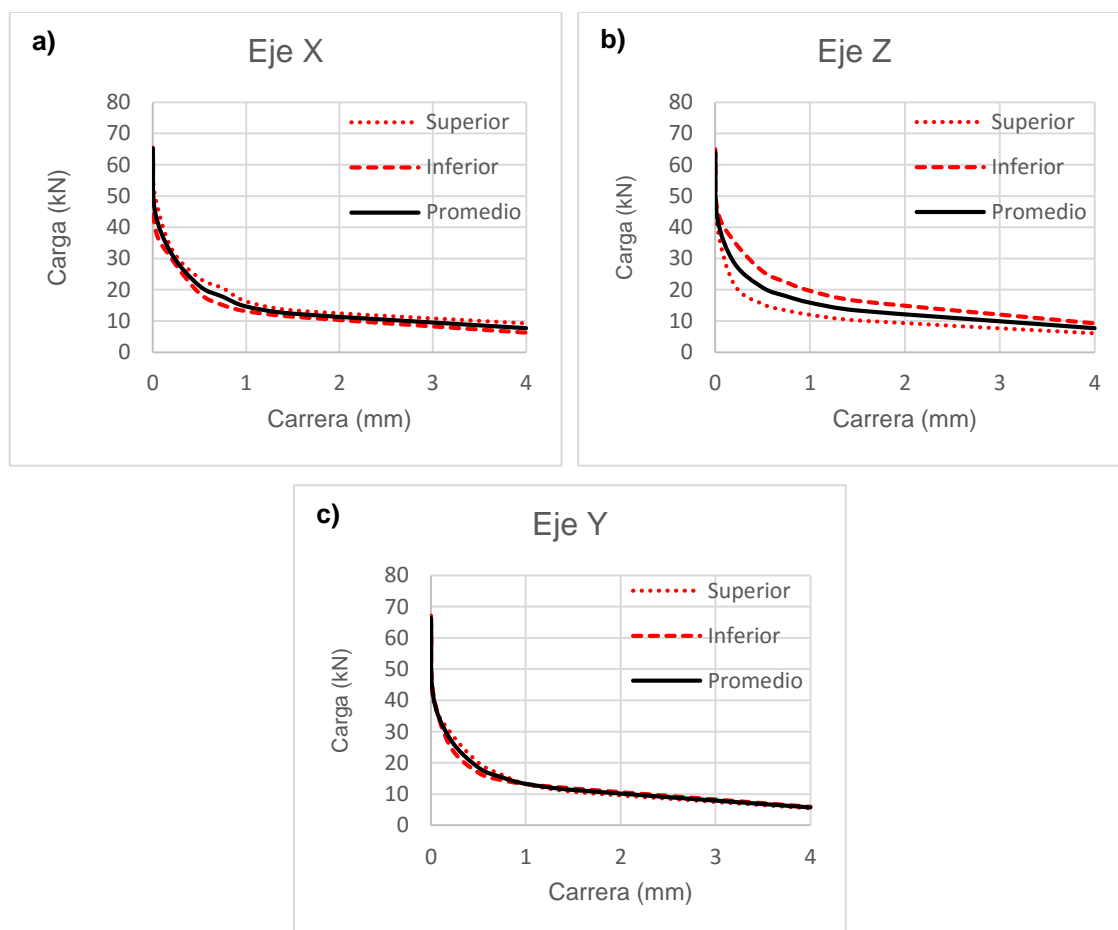 a)
Eje X
80
70
60
50
40
30
20
10
0
Carga (kN)
Superior
Inferior
Promedio
0 1 2 3 4
Carrera (mm)
b)
Eje Z
80
70
60
50
40
30
20
10
0
Carga (kN)
Superior
Inferior
Promedio
0 1 2 3 4
Carrera (mm)
c)
Eje Y
80
70
60
50
40
30
20
10
0
Carga (kN)
Superior
Inferior
Promedio
0 1 2 3 4
Carrera (mm)